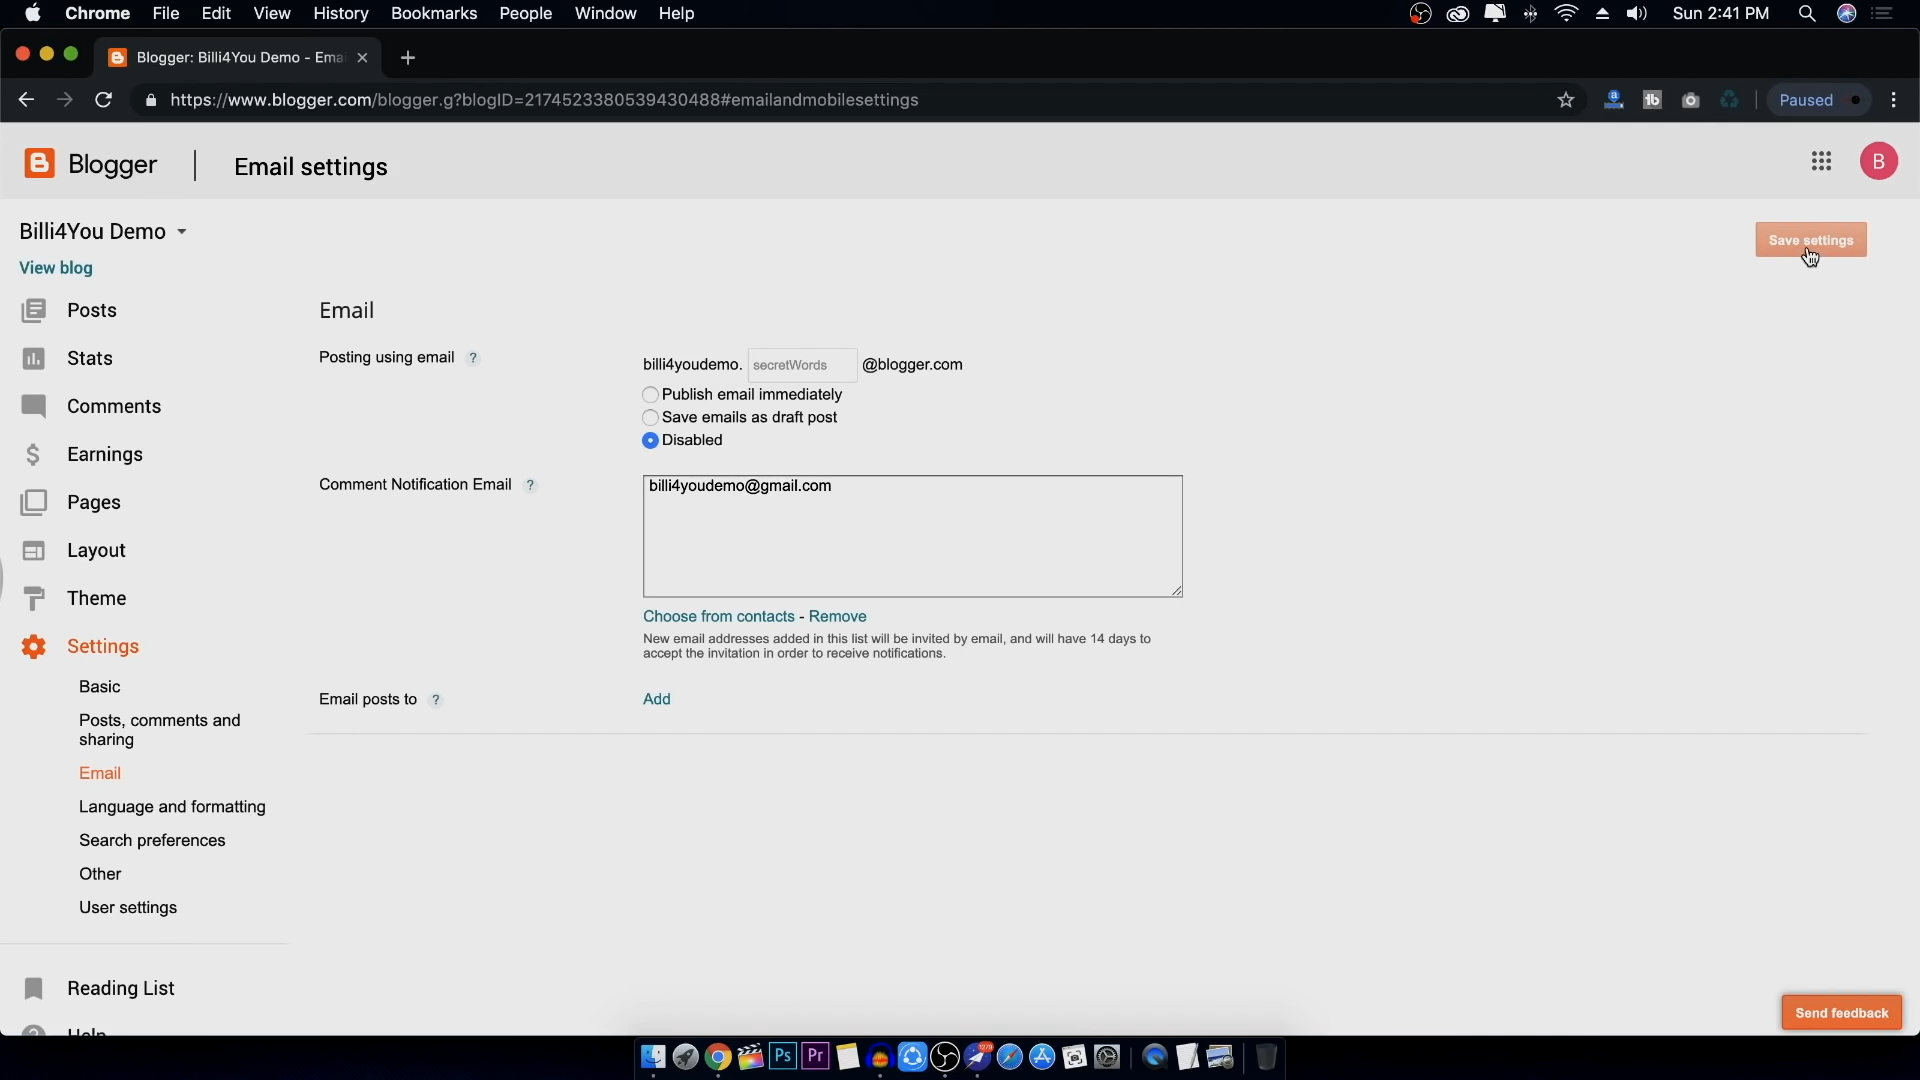 Chrome File Edit View History Bookmarks People Window Help Sun 2:41 PM
Blogger: Billi4You Demo - Ema
https://www.blogger.com/blogger.g?blogID=2174523380539430488#emailandmobilesettings Paused
Blogger | Email settings B
Billi4You Demo
Save settings
View blog
Posts
Stats
Comments
Earnings
Pages
Layout
Theme
Settings
Basic
Posts, comments and
sharing
Email
Language and formatting
Search preferences
Other
User settings
Reading List
Help
Email
Posting using email ? billi4youdemo. secretWords @blogger.com
Publish email immediately
Save emails as draft post
Disabled
Comment Notification Email ? billi4youdemo@gmail.com
Choose from contacts - Remove
New email addresses added in this list will be invited by email, and will have 14 days to
accept the invitation in order to receive notifications.
Email posts to ? Add
Send feedback
Ps Pr